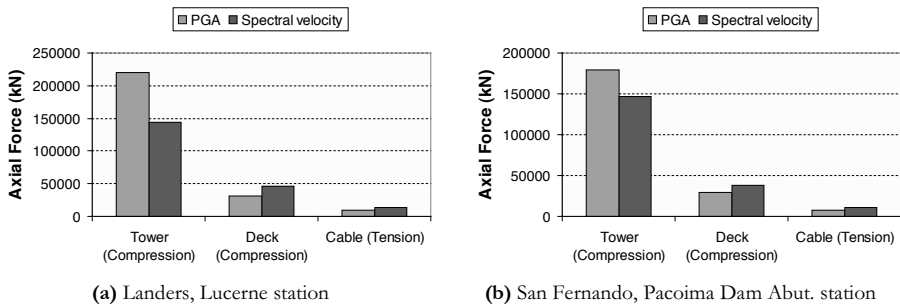 PGA Spectral velocity
Axial Force (kN)
250000
200000
150000
100000
50000
0
Tower
(Compression)
Deck
(Compression)
Cable (Tension)
(a) Landers, Lucerne station
PGA Spectral velocity
Axial Force (kN)
200000
150000
100000
50000
0
Tower
(Compression)
Deck
(Compression)
Cable (Tension)
(b) San Fernando, Pacoima Dam Abut. station